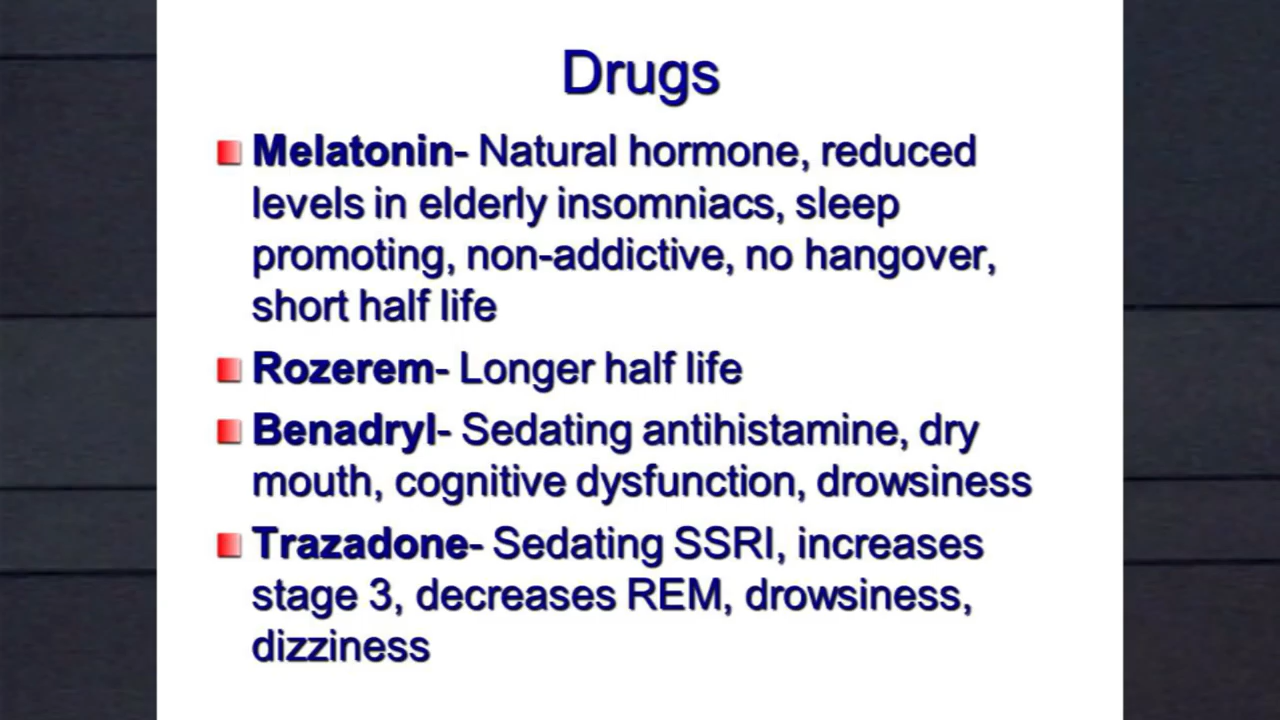 Drugs
Melatonin- Natural hormone, reduced
levels in elderly insomniacs, sleep
promoting, non-addictive, no hangover,
short half life
Rozerem- Longer half life
Benadryl- Sedating antihistamine, dry
mouth, cognitive dysfunction, drowsiness
Trazadone- Sedating SSRI, increases
stage 3, decreases REM, drowsiness,
dizziness